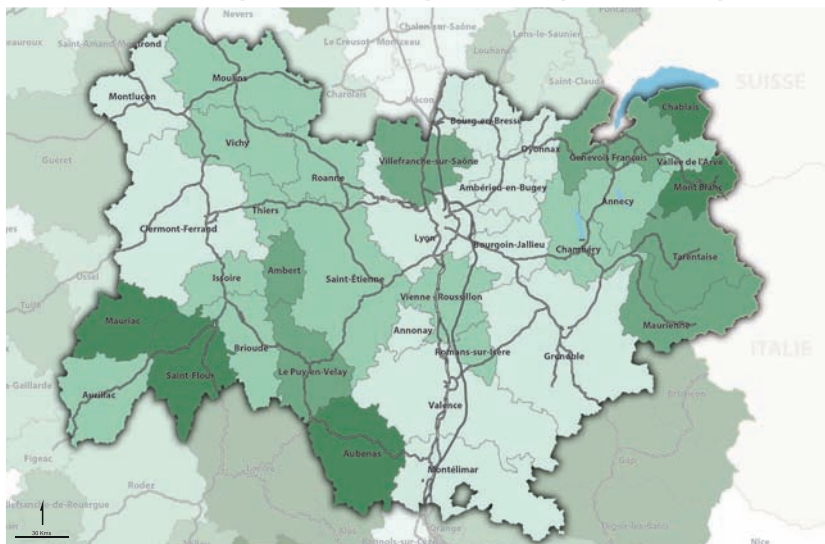 Nevers
Chalon-sur-Saône
Lons-le-Saunier
Pontarlier
Saint-Amand-Montrond
Le Creusot - Montceau
Louhans
Moulins
Saint-Claude
SUISSE
Montluçon
Charolais
Mâcon
Chablais
Bourg-en-Bresse
Vichy
Oyonnax
Guéret
Villefranche-sur-Saône
Genevois Français
Vallée de l'Arve
Roanne
Ambérieu-en-Bugey
Mont Blanc
Annecy
Thiers
Clermont-Ferrand
Lyon
Bourgoin-Jallieu
Chambéry
Tarentaise
Ussel
Issoire
Ambert
Saint-Étienne
Vienne - Roussillon
Tulle
Mauriac
Annonay
Maurienne
Brioude
Romans-sur-Isère
Grenoble
ITALIE
Le Puy-en-Velay
Saint-Flour
Aurillac
Briançon
Valence
Aubenas
Figeac
Montélimar
Gap
Rodez
Orange
Digne-les-Bains
Nice
30 Kms